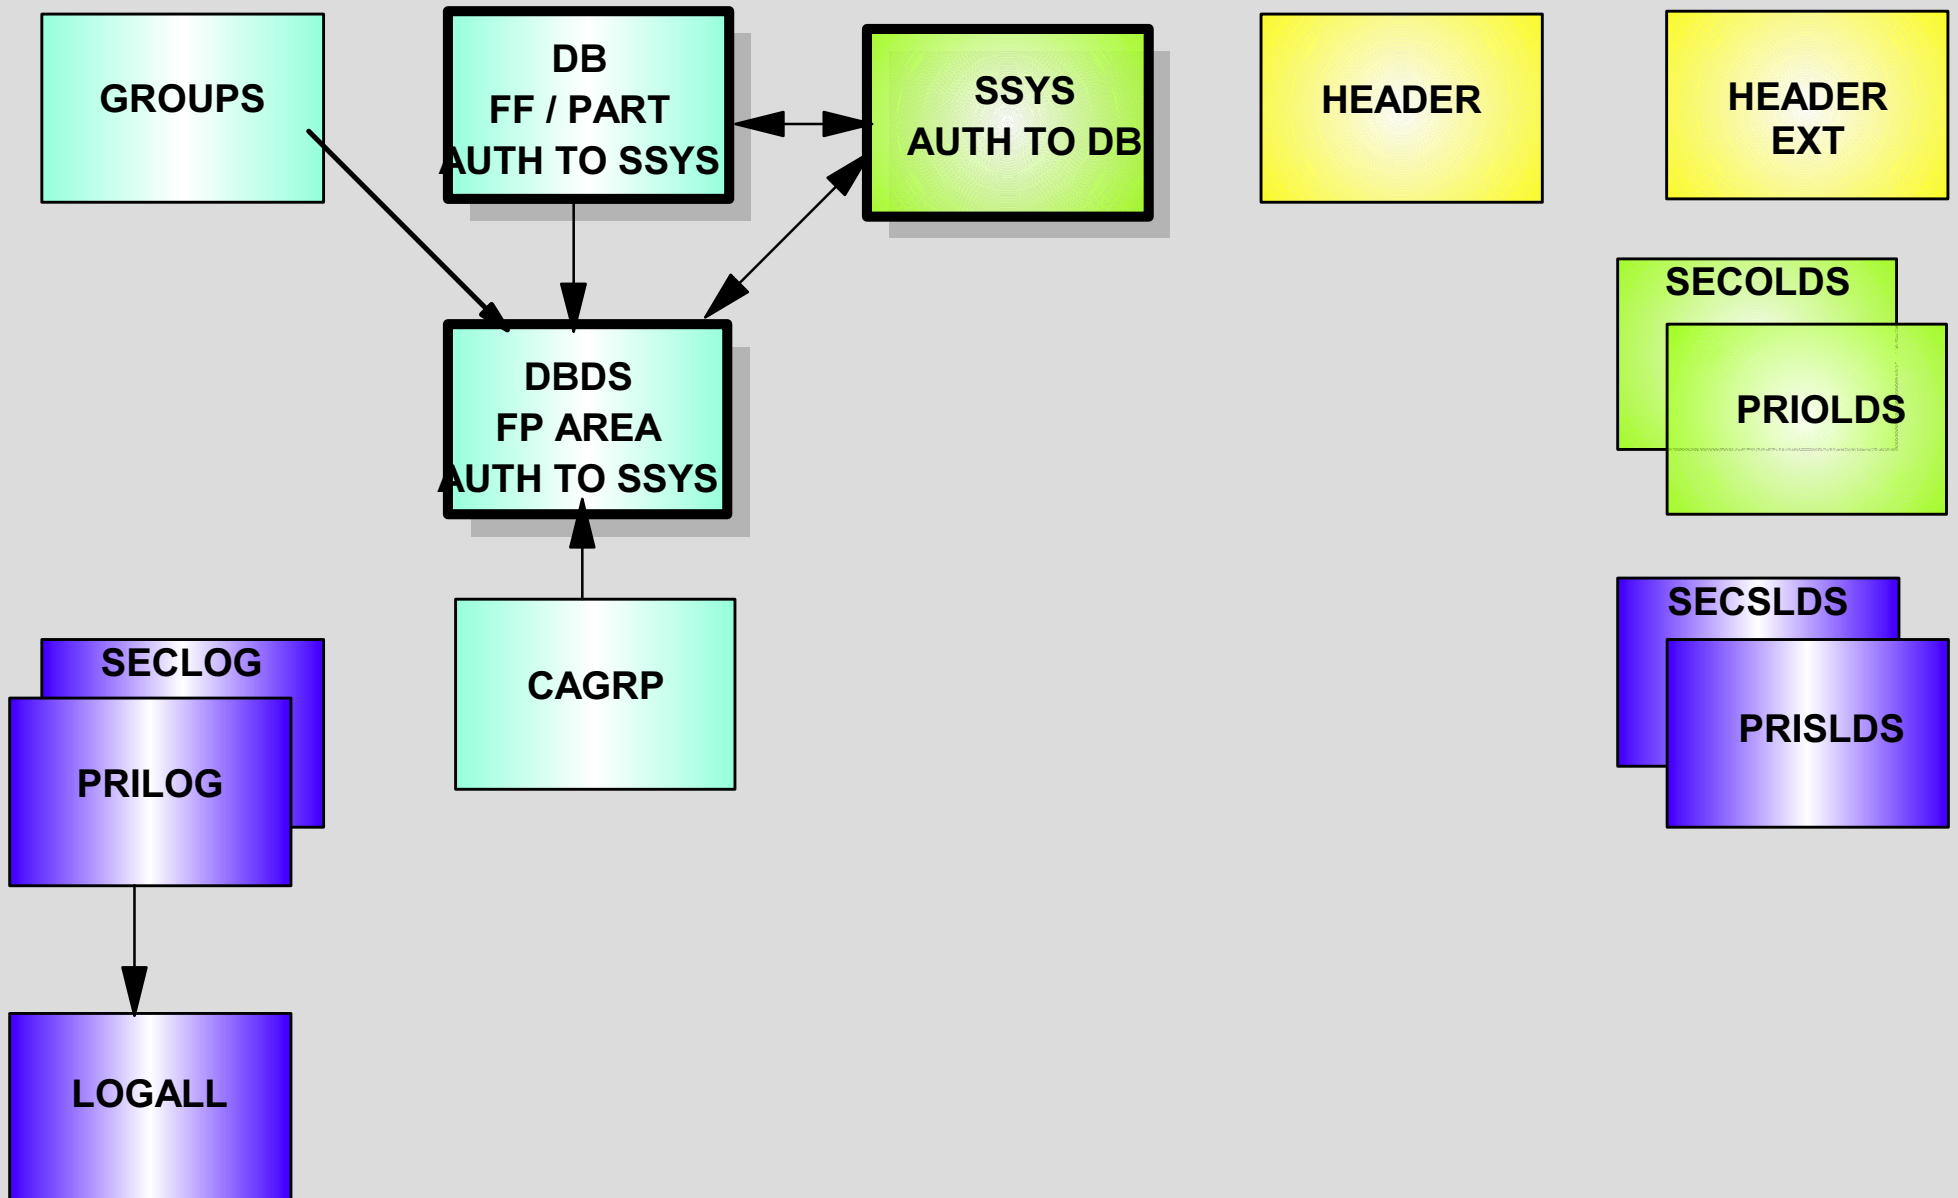 GROUPS
DB
FF / PART
AUTH TO SSYS
SSYS
AUTH TO DB
HEADER
HEADER
EXT
SECOLDS
PRIOLDS
DBDS
FP AREA
AUTH TO SSYS
SECSLDS
PRISLDS
SECLOG
PRILOG
CAGRP
LOGALL